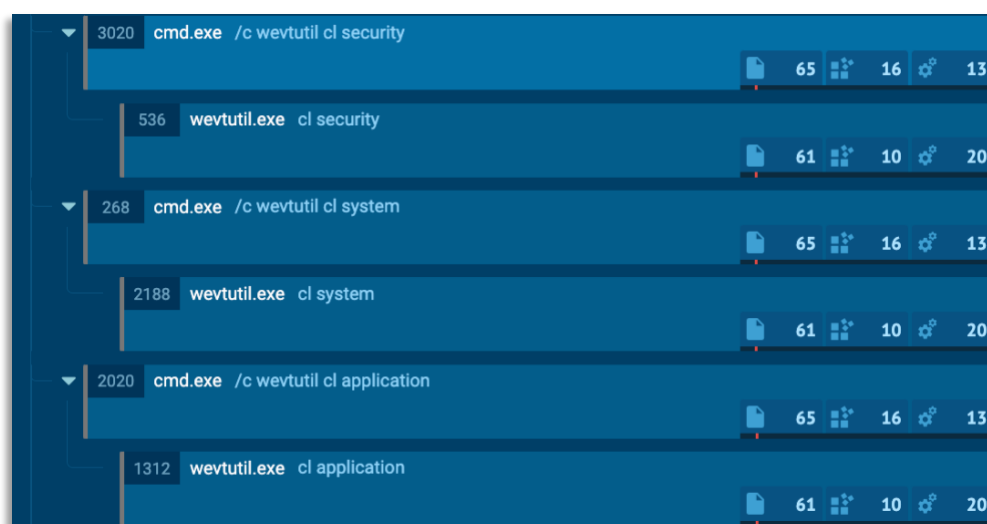 3020 cmd.exe /c wevtutil cl security
65 16 13
536 wevtutil.exe cl security
61 10 20
268 cmd.exe /c wevtutil cl system
65 16 13
2188 wevtutil.exe cl system
61 10 20
2020 cmd.exe /c wevtutil cl application
65 16 13
1312 wevtutil.exe cl application
61 10 20